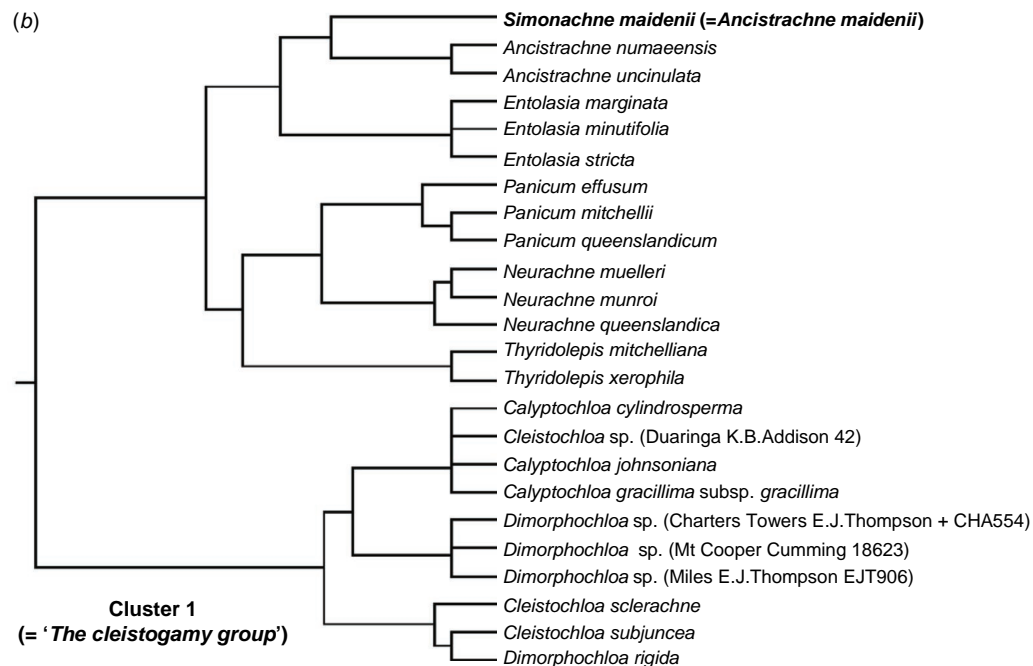 (b)
Simonachne maidenii (=Ancistrachne maidenii)
Ancistrachne numaeensis
Ancistrachne uncinulata
Entolasia marginata
Entolasia minutifolia
Entolasia stricta
Panicum effusum
Panicum mitchellii
Panicum queenslandicum
Neurachne muelleri
Neurachne munroi
Neurachne queenslandica
Thyridolepis mitchelliana
Thyridolepis xerophila
Calyptochloa cylindrosperma
Cleistochloa sp. (Duaringa K.B.Addison 42)
Calyptochloa johnsoniana
Calyptochloa gracillima subsp. gracillima
Dimorphochloa sp. (Charters Towers E.J.Thompson + CHA554)
Dimorphochloa sp. (Mt Cooper Cumming 18623)
Dimorphochloa sp. (Miles E.J.Thompson EJT906)
Cleistochloa sclerachne
Cleistochloa subjuncea
Dimorphochloa rigida
Cluster 1
(= 'The cleistogamy group')